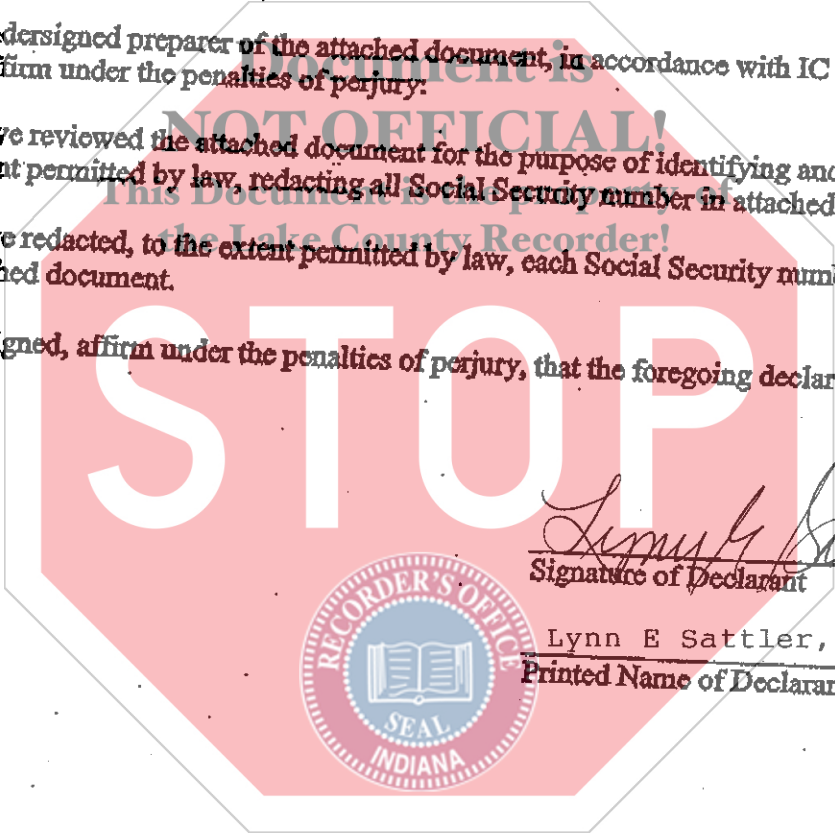 dersigned preparer of the attached document, in accordance with IC
firm under the penalties of perjury:
Document is
NOT OFFICIAL!
This Document is the property of
the Lake County Recorder!
ve reviewed the attached document for the purpose of identifying and
nt permitted by law, redacting all Social Security number in attached
e redacted, to the extent permitted by law, each Social Security num
hed document.
gned, affirm under the penalties of perjury, that the foregoing declar
STOP
Signature of Declarant
Lynn E Sattler,
Printed Name of Declaran
RECORDER'S OFFICE
SEAL
INDIANA